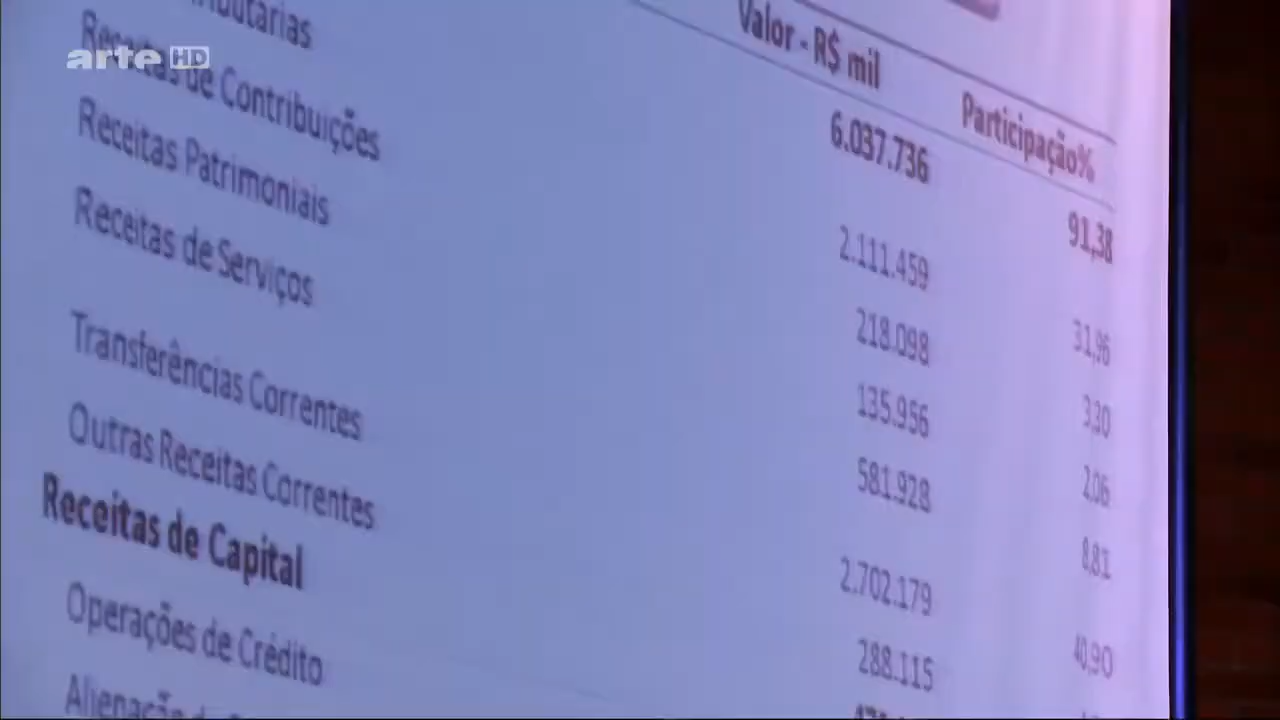 arte HD
Valor - R$ mil
Participação%
6.037.736
91,38
Receitas de Contribuições
2.111.459
31,96
Receitas Patrimoniais
218.098
3,30
Receitas de Serviços
135.956
2,06
581.928
8,81
Transferências Correntes
2.702.179
40,90
Outras Receitas Correntes
288.115
Receitas de Capital
Operações de Crédito